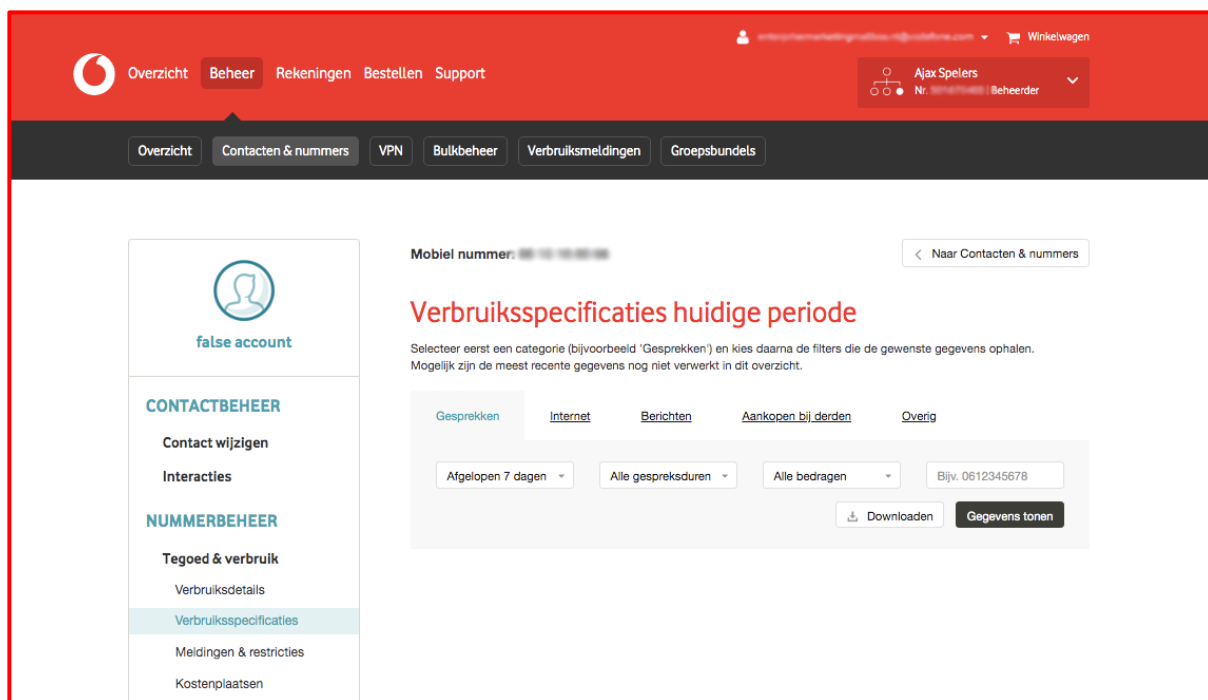 Winkelwagen
Overzicht Beheer Rekeningen Bestellen Support
Ajax Spelers
Nr. | Beheerder
Overzicht Contacten & nummers VPN Bulkbeheer Verbruiksmeldingen Groepsbundels
false account
CONTACTBEHEER
Contact wijzigen
Interacties
NUMMERBEHEER
Tegoed & verbruik
Verbruiksdetails
Verbruiksspecificaties
Meldingen & restricties
Kostenplaatsen
Mobiel nummer:
Naar Contacten & nummers
Verbruiksspecificaties huidige periode
Selecteer eerst een categorie (bijvoorbeeld 'Gesprekken') en kies daarna de filters die de gewenste gegevens ophalen.
Mogelijk zijn de meest recente gegevens nog niet verwerkt in dit overzicht.
Gesprekken Internet Berichten Aankopen bij derden Overig
Afgelopen 7 dagen Alle gespreksduren Alle bedragen Bijv. 0612345678
Downloaden Gegevens tonen